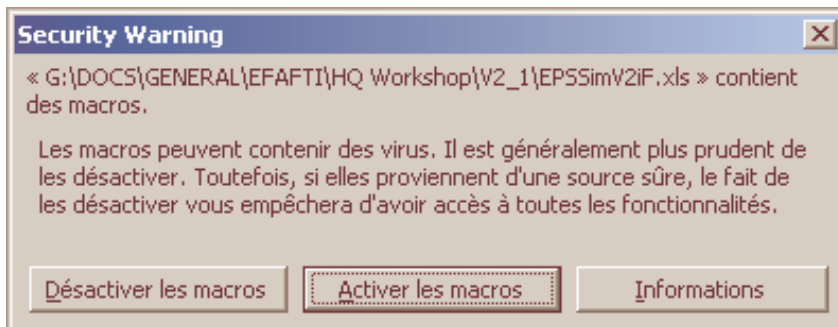 Security Warning
« G:\DOCS\GENERAL\EFAFTI\HQ Workshop\V2_1\EPSSimV2iF.xls » contient
des macros.
Les macros peuvent contenir des virus. Il est généralement plus prudent de
les désactiver. Toutefois, si elles proviennent d'une source sûre, le fait de
les désactiver vous empêchera d'avoir accès à toutes les fonctionnalités.
Désactiver les macros Activer les macros Informations